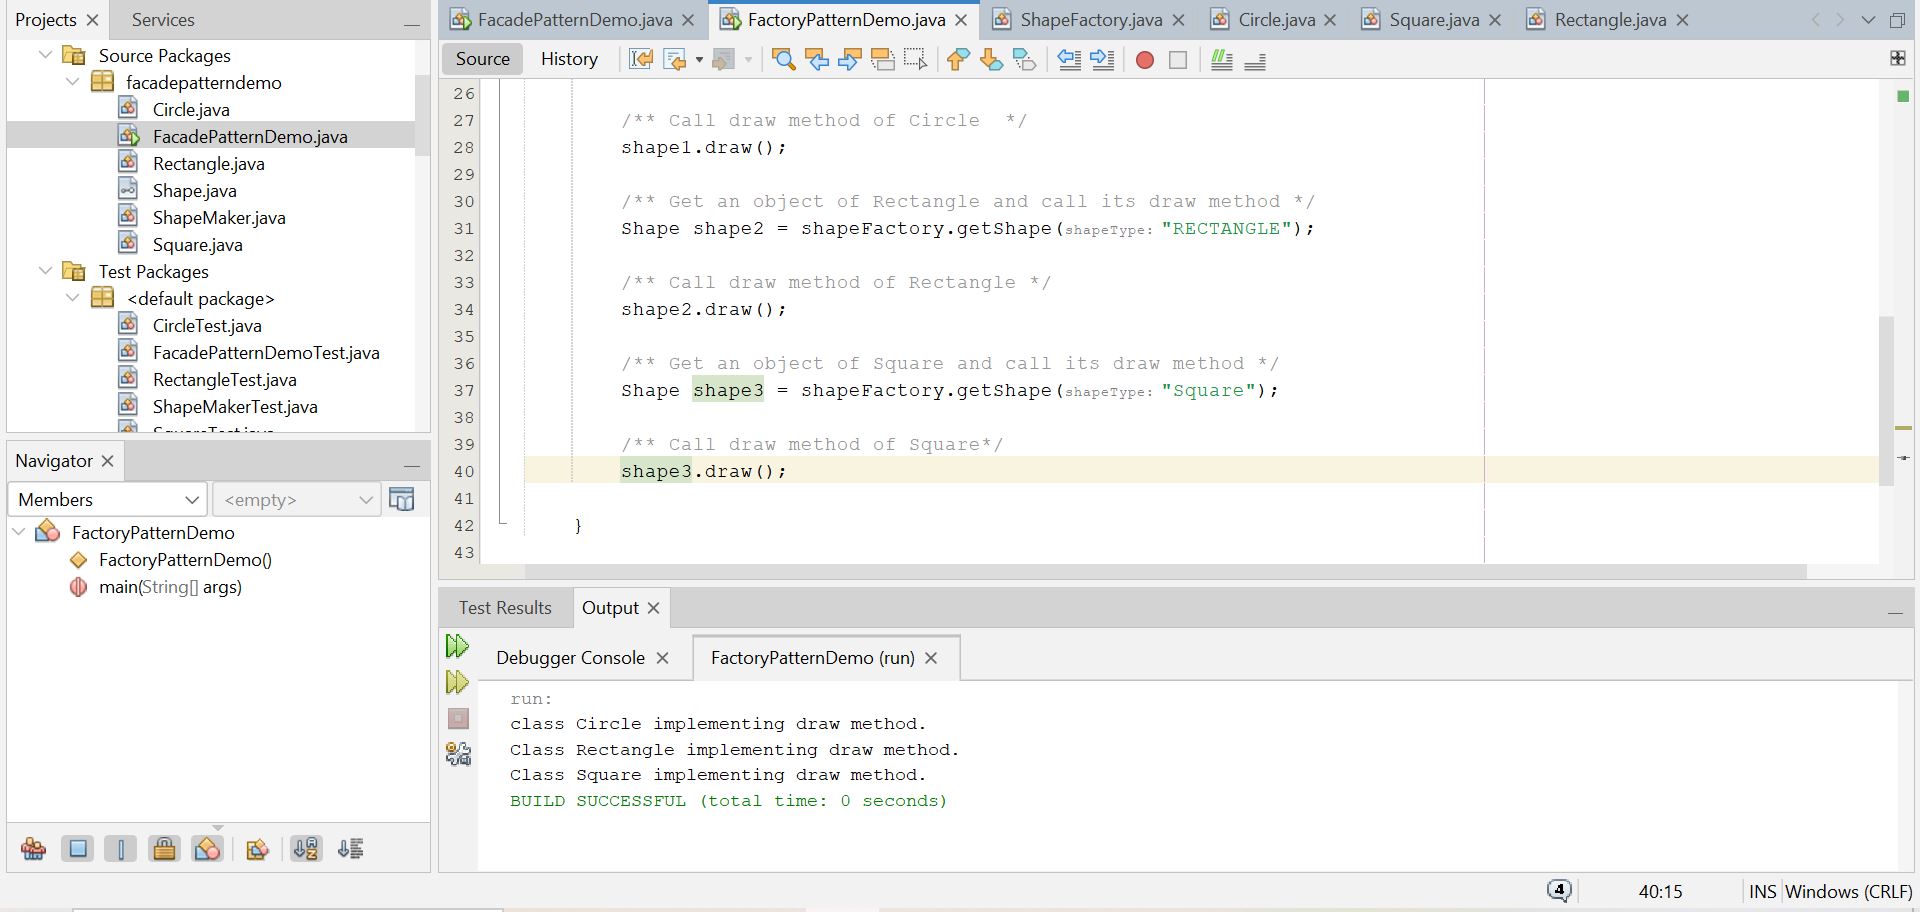 Projects
Services
FacadePatternDemo.java
FactoryPatternDemo.java
ShapeFactory.java
Circle.java
Square.java
Rectangle.java
Source Packages
facadepatterndemo
Circle.java
FacadePatternDemo.java
Rectangle.java
Shape.java
ShapeMaker.java
Square.java
Test Packages
<default package>
CircleTest.java
FacadePatternDemoTest.java
RectangleTest.java
ShapeMakerTest.java
SquareTest.java
Source
History
26
27 /** Call draw method of Circle  */
28 shape1.draw();
29
30 /** Get an object of Rectangle and call its draw method */
31 Shape shape2 = shapeFactory.getShape(shapeType: "RECTANGLE");
32
33 /** Call draw method of Rectangle */
34 shape2.draw();
35
36 /** Get an object of Square and call its draw method */
37 Shape shape3 = shapeFactory.getShape(shapeType: "Square");
38
39 /** Call draw method of Square*/
40 shape3.draw();
41
42 }
43
Navigator
Members
<empty>
FactoryPatternDemo
FactoryPatternDemo()
main(String[] args)
Test Results
Output
Debugger Console
FactoryPatternDemo (run)
run:
class Circle implementing draw method.
Class Rectangle implementing draw method.
Class Square implementing draw method.
BUILD SUCCESSFUL (total time: 0 seconds)
4
40:15
INS
Windows (CRLF)